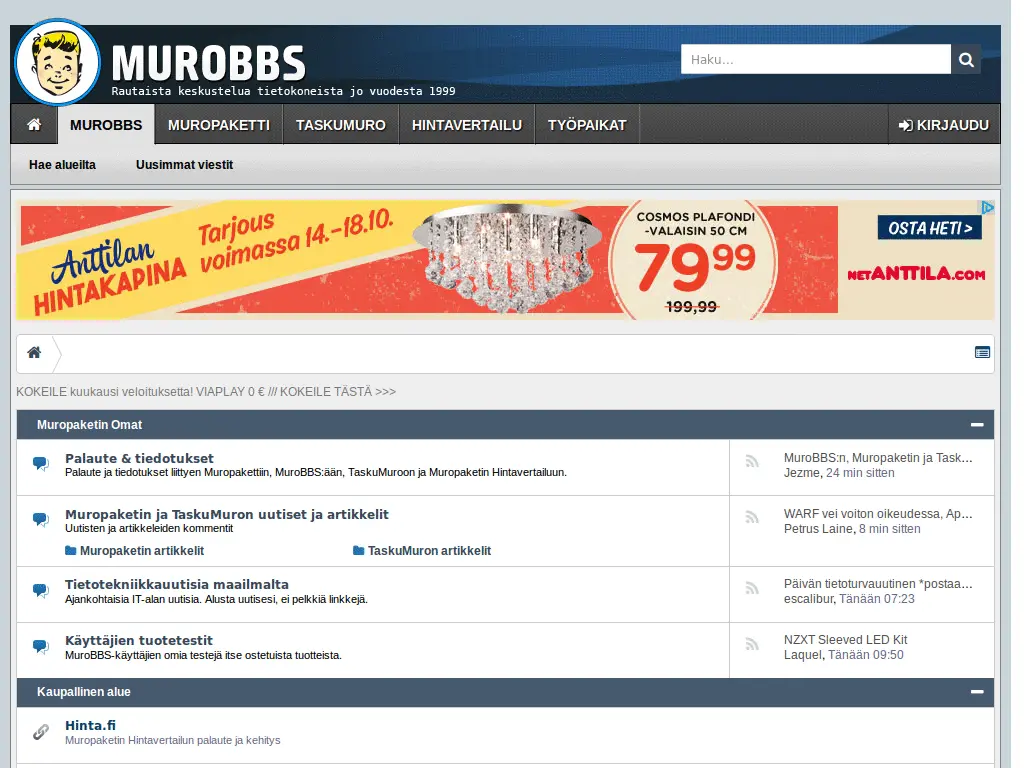 MUROBBS
Rautaista keskustelua tietokoneista jo vuodesta 1999
Haku...
MUROBBS MUROPAKETTI TASKUMURO HINTAVERTAILU TYÖPAIKAT KIRJAUDU
Hae alueilta Uusimmat viestit
Anttilan
HINTAKAPINA
Tarjous
voimassa 14.-18.10.
COSMOS PLAFONDI
-VALAISIN 50 CM
79 99
199,99
OSTA HETI >
NETANTTILA.COM
KOKEILE kuukausi veloituksetta! VIAPLAY 0 € /// KOKEILE TÄSTÄ >>>
Muropaketin Omat
Palaute & tiedotukset
Palaute ja tiedotukset liittyen Muropakettiin, MuroBBS:ään, TaskuMuroon ja Muropaketin Hintavertailuun.
MuroBBS:n, Muropaketin ja Task...
Jezme, 24 min sitten
Muropaketin ja TaskuMuron uutiset ja artikkelit
Uutisten ja artikkeleiden kommentit
Muropaketin artikkelit TaskuMuron artikkelit
WARF vei voiton oikeudessa, Ap...
Petrus Laine, 8 min sitten
Tietotekniikkauutisia maailmalta
Ajankohtaisia IT-alan uutisia. Alusta uutisesi, ei pelkkiä linkkejä.
Päivän tietoturvauutinen *postaa...
escalibur, Tänään 07:23
Käyttäjien tuotetestit
MuroBBS-käyttäjien omia testejä itse ostetuista tuotteista.
NZXT Sleeved LED Kit
Laquel, Tänään 09:50
Kaupallinen alue
Hinta.fi
Muropaketin Hintavertailun palaute ja kehitys